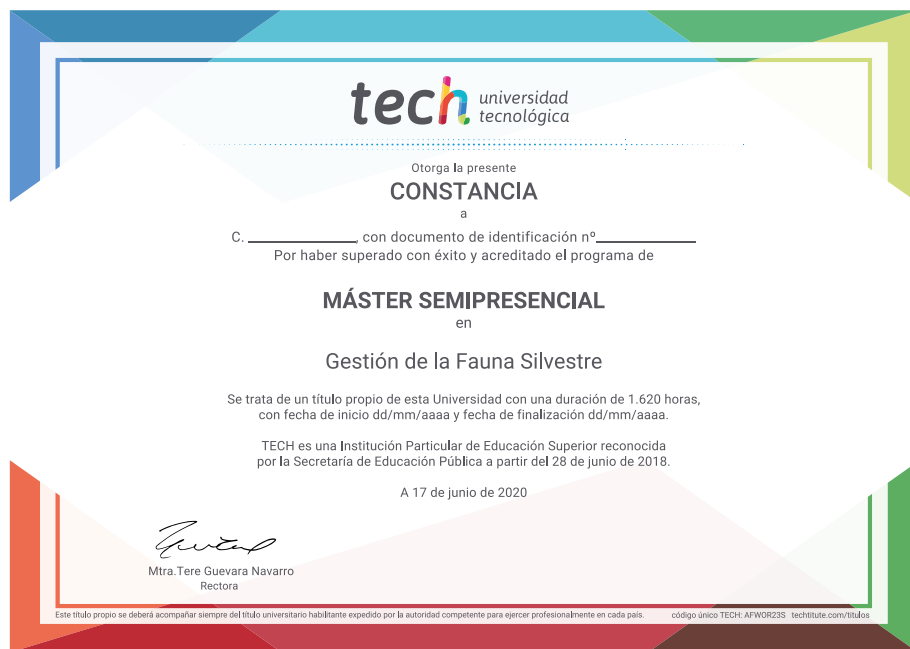 tech universidad
tecnológica
Otorga la presente
CONSTANCIA
a
C. ____________, con documento de identificación nº____________
Por haber superado con éxito y acreditado el programa de
MÁSTER SEMIPRESENCIAL
en
Gestión de la Fauna Silvestre
Se trata de un título propio de esta Universidad con una duración de 1.620 horas,
con fecha de inicio dd/mm/aaaa y fecha de finalización dd/mm/aaaa.
TECH es una Institución Particular de Educación Superior reconocida
por la Secretaría de Educación Pública a partir del 28 de junio de 2018.
A 17 de junio de 2020
Mtra.Tere Guevara Navarro
Rectora
Este título propio se deberá acompañar siempre del título universitario habilitante expedido por la autoridad competente para ejercer profesionalmente en cada país. código único TECH: AFWOR23S techtitute.com/titulos